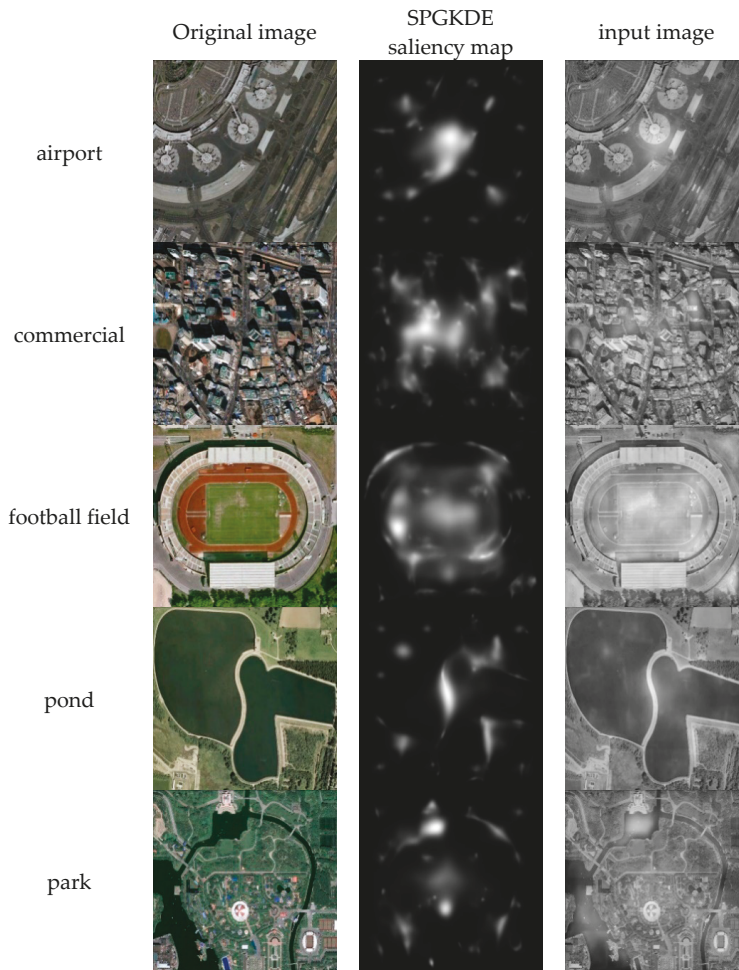 Original image
SPGKDE
saliency map
input image
airport
commercial
football field
pond
park